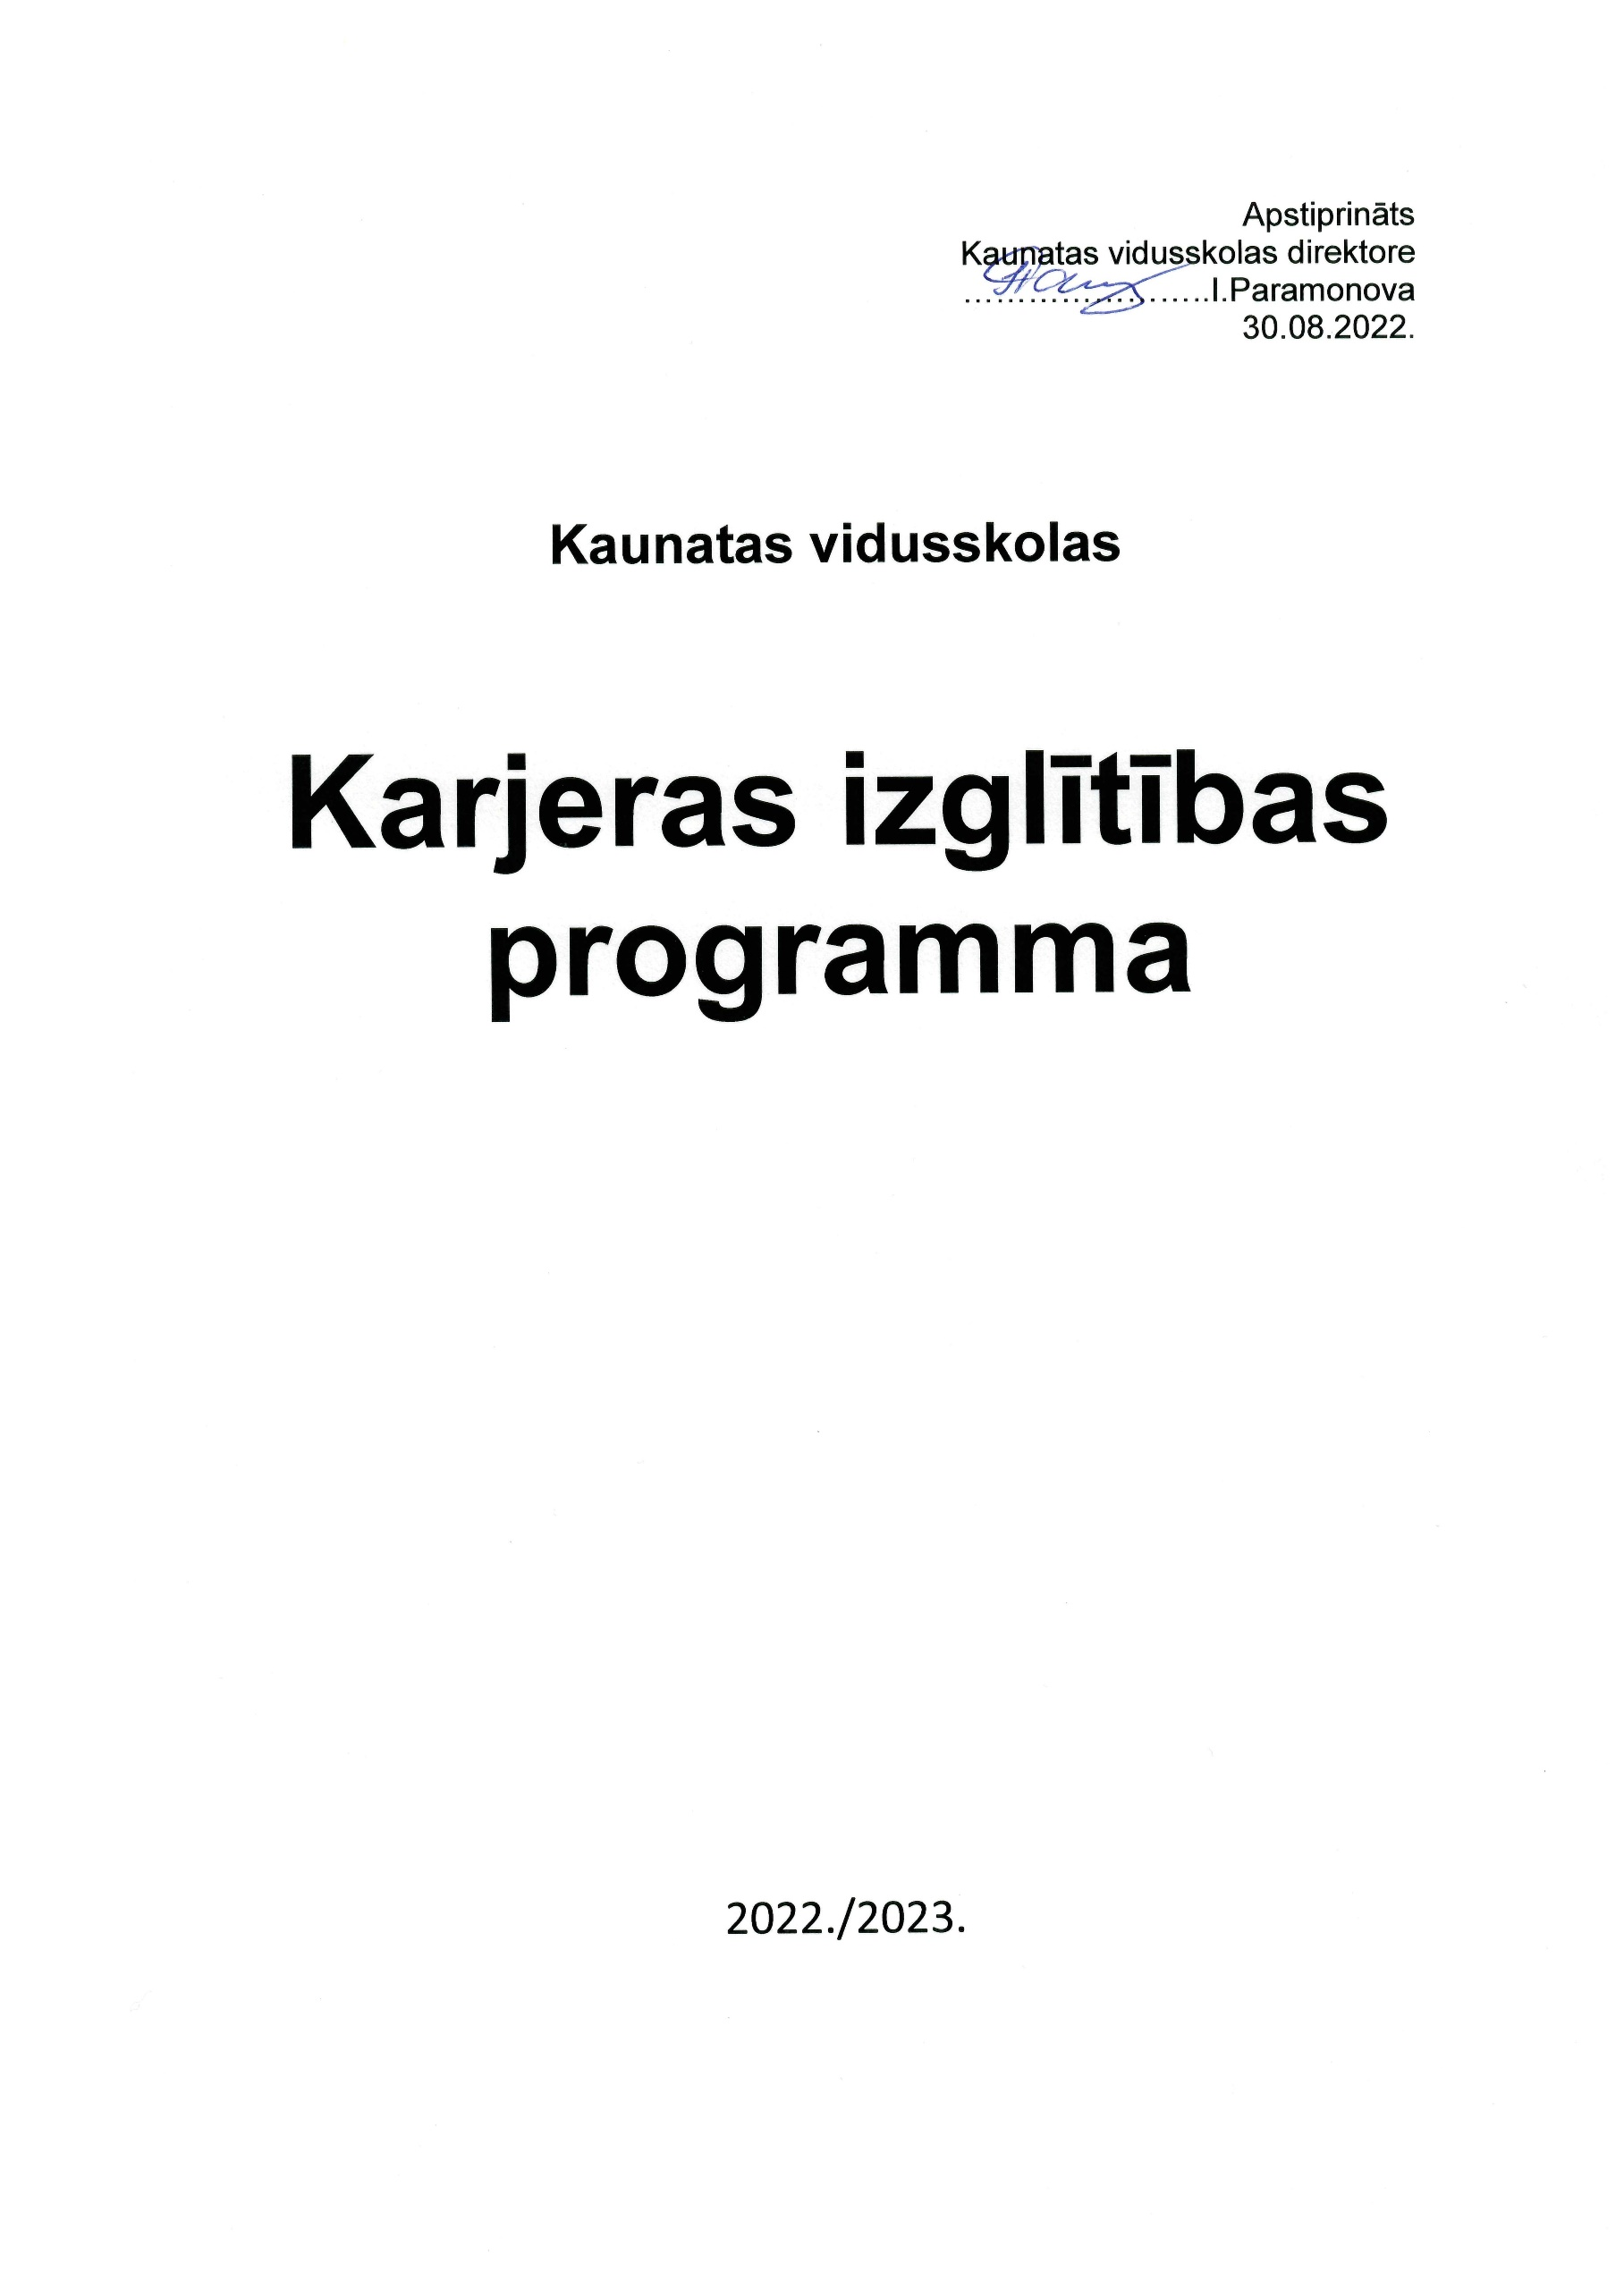 Apstiprināts
Kaunatas vidusskolas direktore
........................I.Paramonova
30.08.2022.
Kaunatas vidusskolas
Karjeras izglītības
programma
2022./2023.